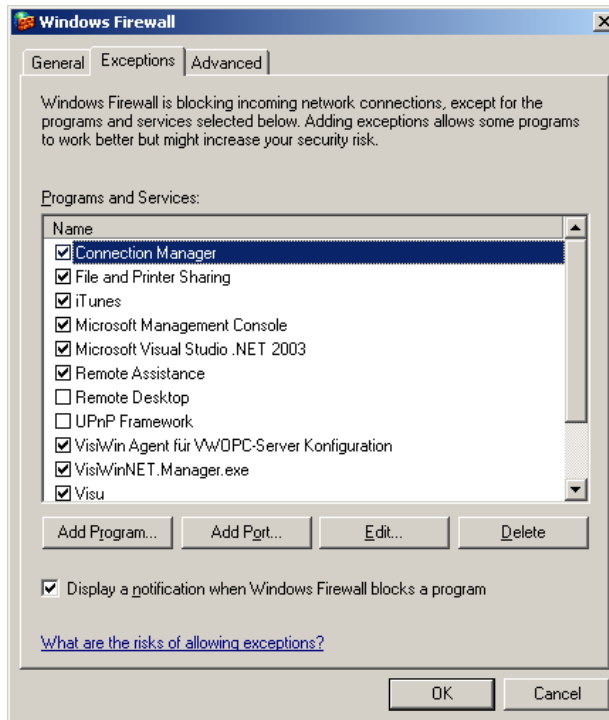 Windows Firewall
General Exceptions Advanced
Windows Firewall is blocking incoming network connections, except for the
programs and services selected below. Adding exceptions allows some programs
to work better but might increase your security risk.
Programs and Services:
Name
Connection Manager
File and Printer Sharing
iTunes
Microsoft Management Console
Microsoft Visual Studio .NET 2003
Remote Assistance
Remote Desktop
UPnP Framework
VisiWin Agent für VWOPC-Server Konfiguration
VisiWinNET.Manager.exe
Visu
Add Program... Add Port... Edit... Delete
Display a notification when Windows Firewall blocks a program
What are the risks of allowing exceptions?
OK Cancel